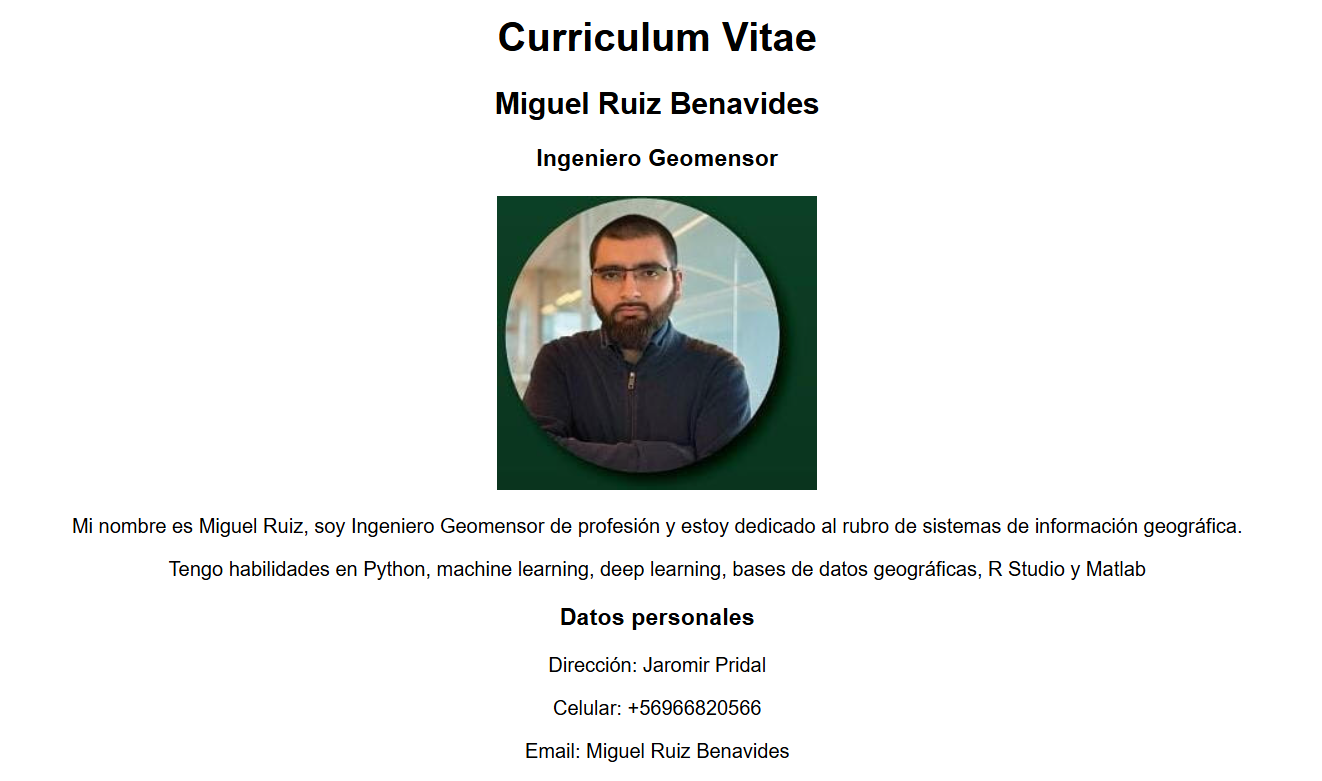 Curriculum Vitae
Miguel Ruiz Benavides
Ingeniero Geomensor
Mi nombre es Miguel Ruiz, soy Ingeniero Geomensor de profesión y estoy dedicado al rubro de sistemas de información geográfica.
Tengo habilidades en Python, machine learning, deep learning, bases de datos geográficas, R Studio y Matlab
Datos personales
Dirección: Jaromir Pridal
Celular: +56966820566
Email: Miguel Ruiz Benavides